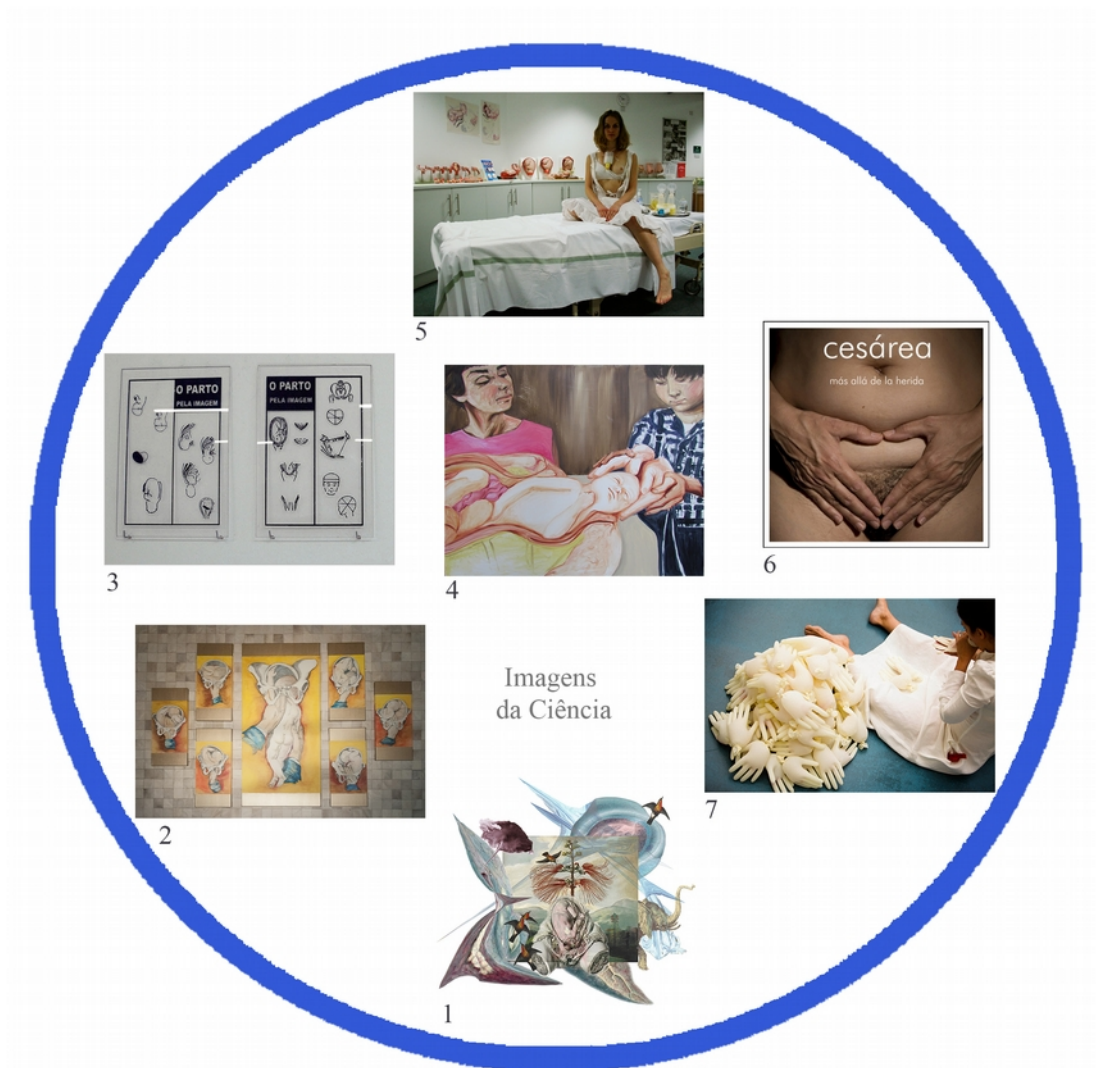 5
cesárea
más allá de la herida
O PARTO
PELA IMAGEM
O PARTO
PELA IMAGEM
3
4
6
Imagens
da Ciência
2
7
1